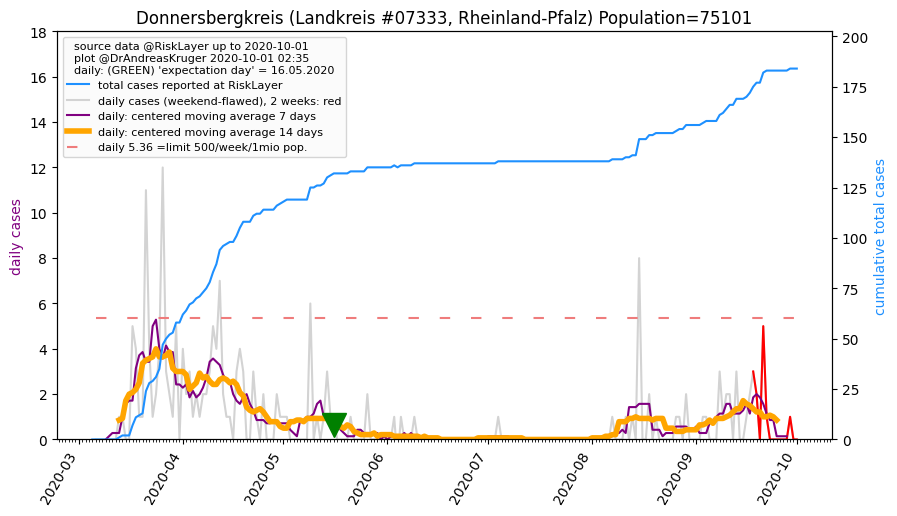 Donnersbergkreis (Landkreis #07333, Rheinland-Pfalz) Population=75101
source data @RiskLayer up to 2020-10-01
plot @DrAndreasKruger 2020-10-01 02:35
daily: (GREEN) 'expectation day' = 16.05.2020
total cases reported at RiskLayer
daily cases (weekend-flawed), 2 weeks: red
daily: centered moving average 7 days
daily: centered moving average 14 days
daily 5.36 =limit 500/week/1mio pop.
daily cases
18
16
14
12
10
8
6
4
2
0
200
175
150
125
100
75
50
25
0
cumulative total cases
2020-03
2020-04
2020-05
2020-06
2020-07
2020-08
2020-09
2020-10